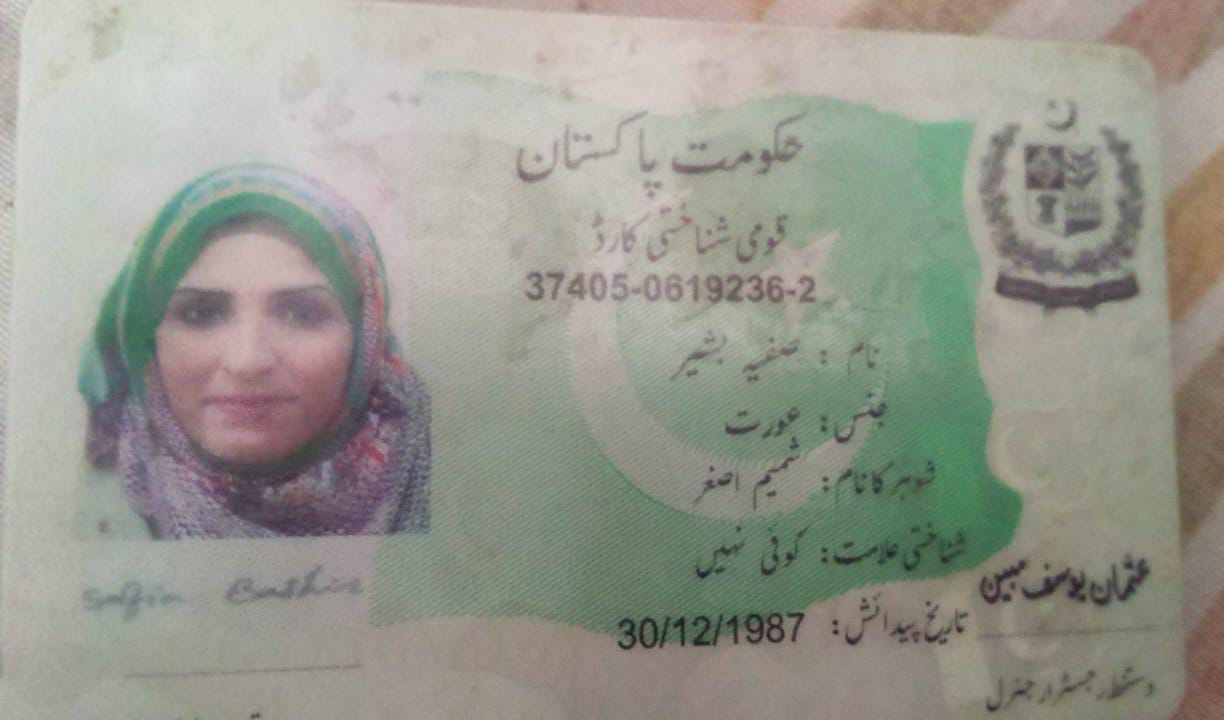 حکومت پاکستان
قومی شناختی کارڈ
37405-0619236-2
نام : صفیہ بشیر
جنس: عورت
شوہر کا نام: شمیم اصغر
شناختی علامت: کوئی نہیں
تاریخ پیدائش: 30/12/1987
عثمان یوسف مبین
دستخط رجسٹرار جنرل
Safia Bashir